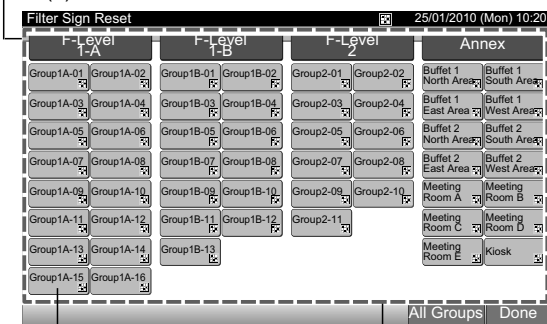 Filter Sign Reset 25/01/2010 (Mon) 10:20
F-Level 1-A F-Level 1-B F-Level 2 Annex
Group1A-01 Group1A-02 Group1B-01 Group1B-02 Group2-01 Group2-02 Buffet 1 North Area Buffet 1 South Area
Group1A-03 Group1A-04 Group1B-03 Group1B-04 Group2-03 Group2-04 Buffet 1 East Area Buffet 1 West Area
Group1A-05 Group1A-06 Group1B-05 Group1B-06 Group2-05 Group2-06 Buffet 2 North Area Buffet 2 South Area
Group1A-07 Group1A-08 Group1B-07 Group1B-08 Group2-07 Group2-08 Buffet 2 East Area Buffet 2 West Area
Group1A-09 Group1A-10 Group1B-09 Group1B-10 Group2-09 Group2-10 Meeting Room A Meeting Room B
Group1A-11 Group1A-12 Group1B-11 Group1B-12 Group2-11 Meeting Room C Meeting Room D
Group1A-13 Group1A-14 Group1B-13 Meeting Room E Kiosk
Group1A-15 Group1A-16
All Groups Done